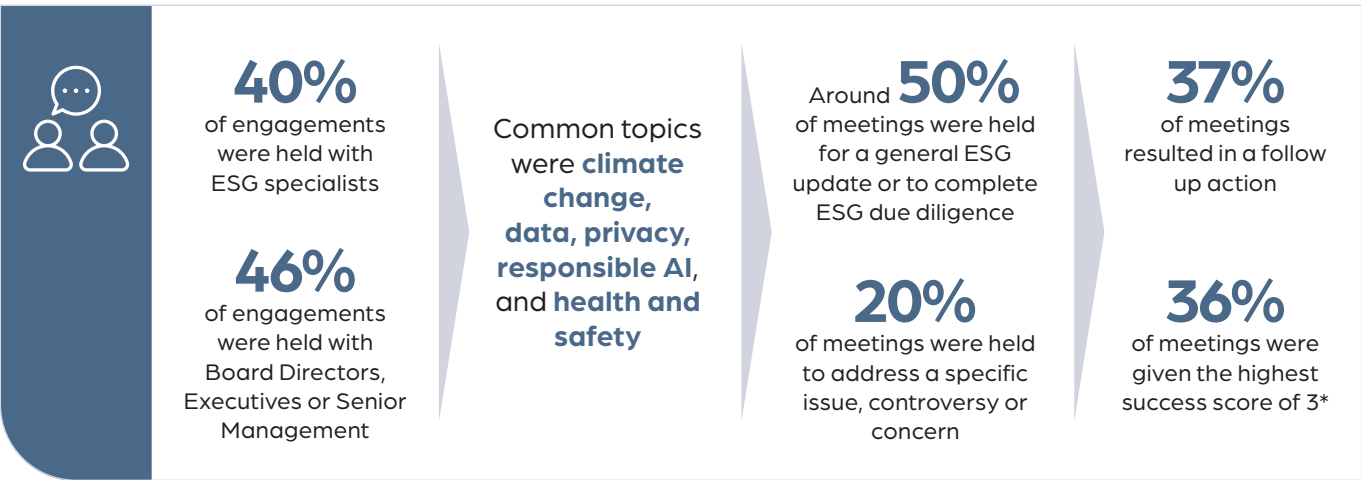 40%
of engagements
were held with
ESG specialists
46%
of engagements
were held with
Board Directors,
Executives or Senior
Management
Common topics
were climate
change,
data, privacy,
responsible AI,
and health and
safety
Around 50%
of meetings were held
for a general ESG
update or to complete
ESG due diligence
20%
of meetings were held
to address a specific
issue, controversy or
concern
37%
of meetings
resulted in a follow
up action
36%
of meetings were
given the highest
success score of 3*